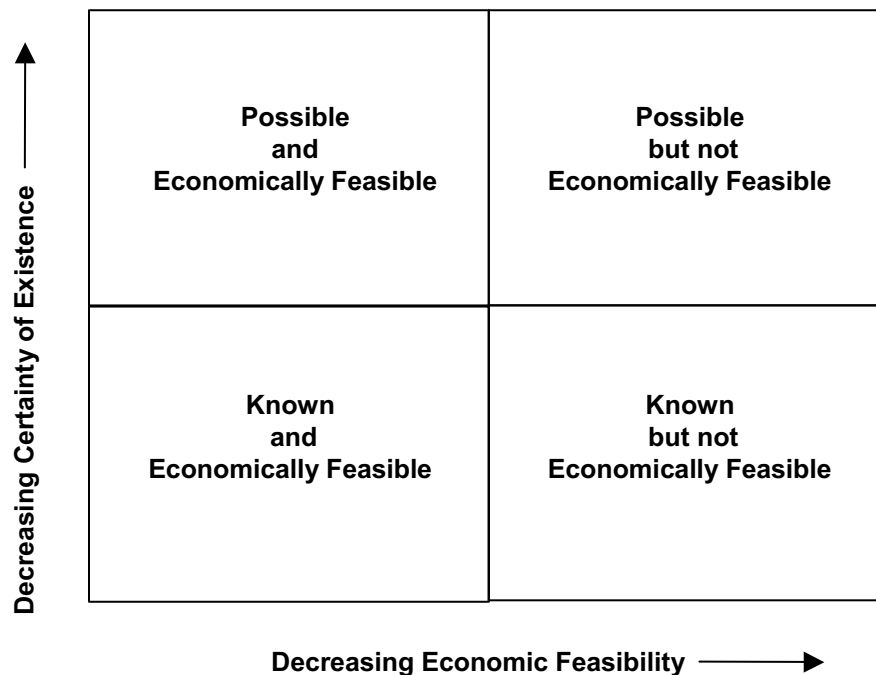 Decreasing Certainty of Existence
Possible
and
Economically Feasible
Possible
but not
Economically Feasible
Known
and
Economically Feasible
Known
but not
Economically Feasible
Decreasing Economic Feasibility